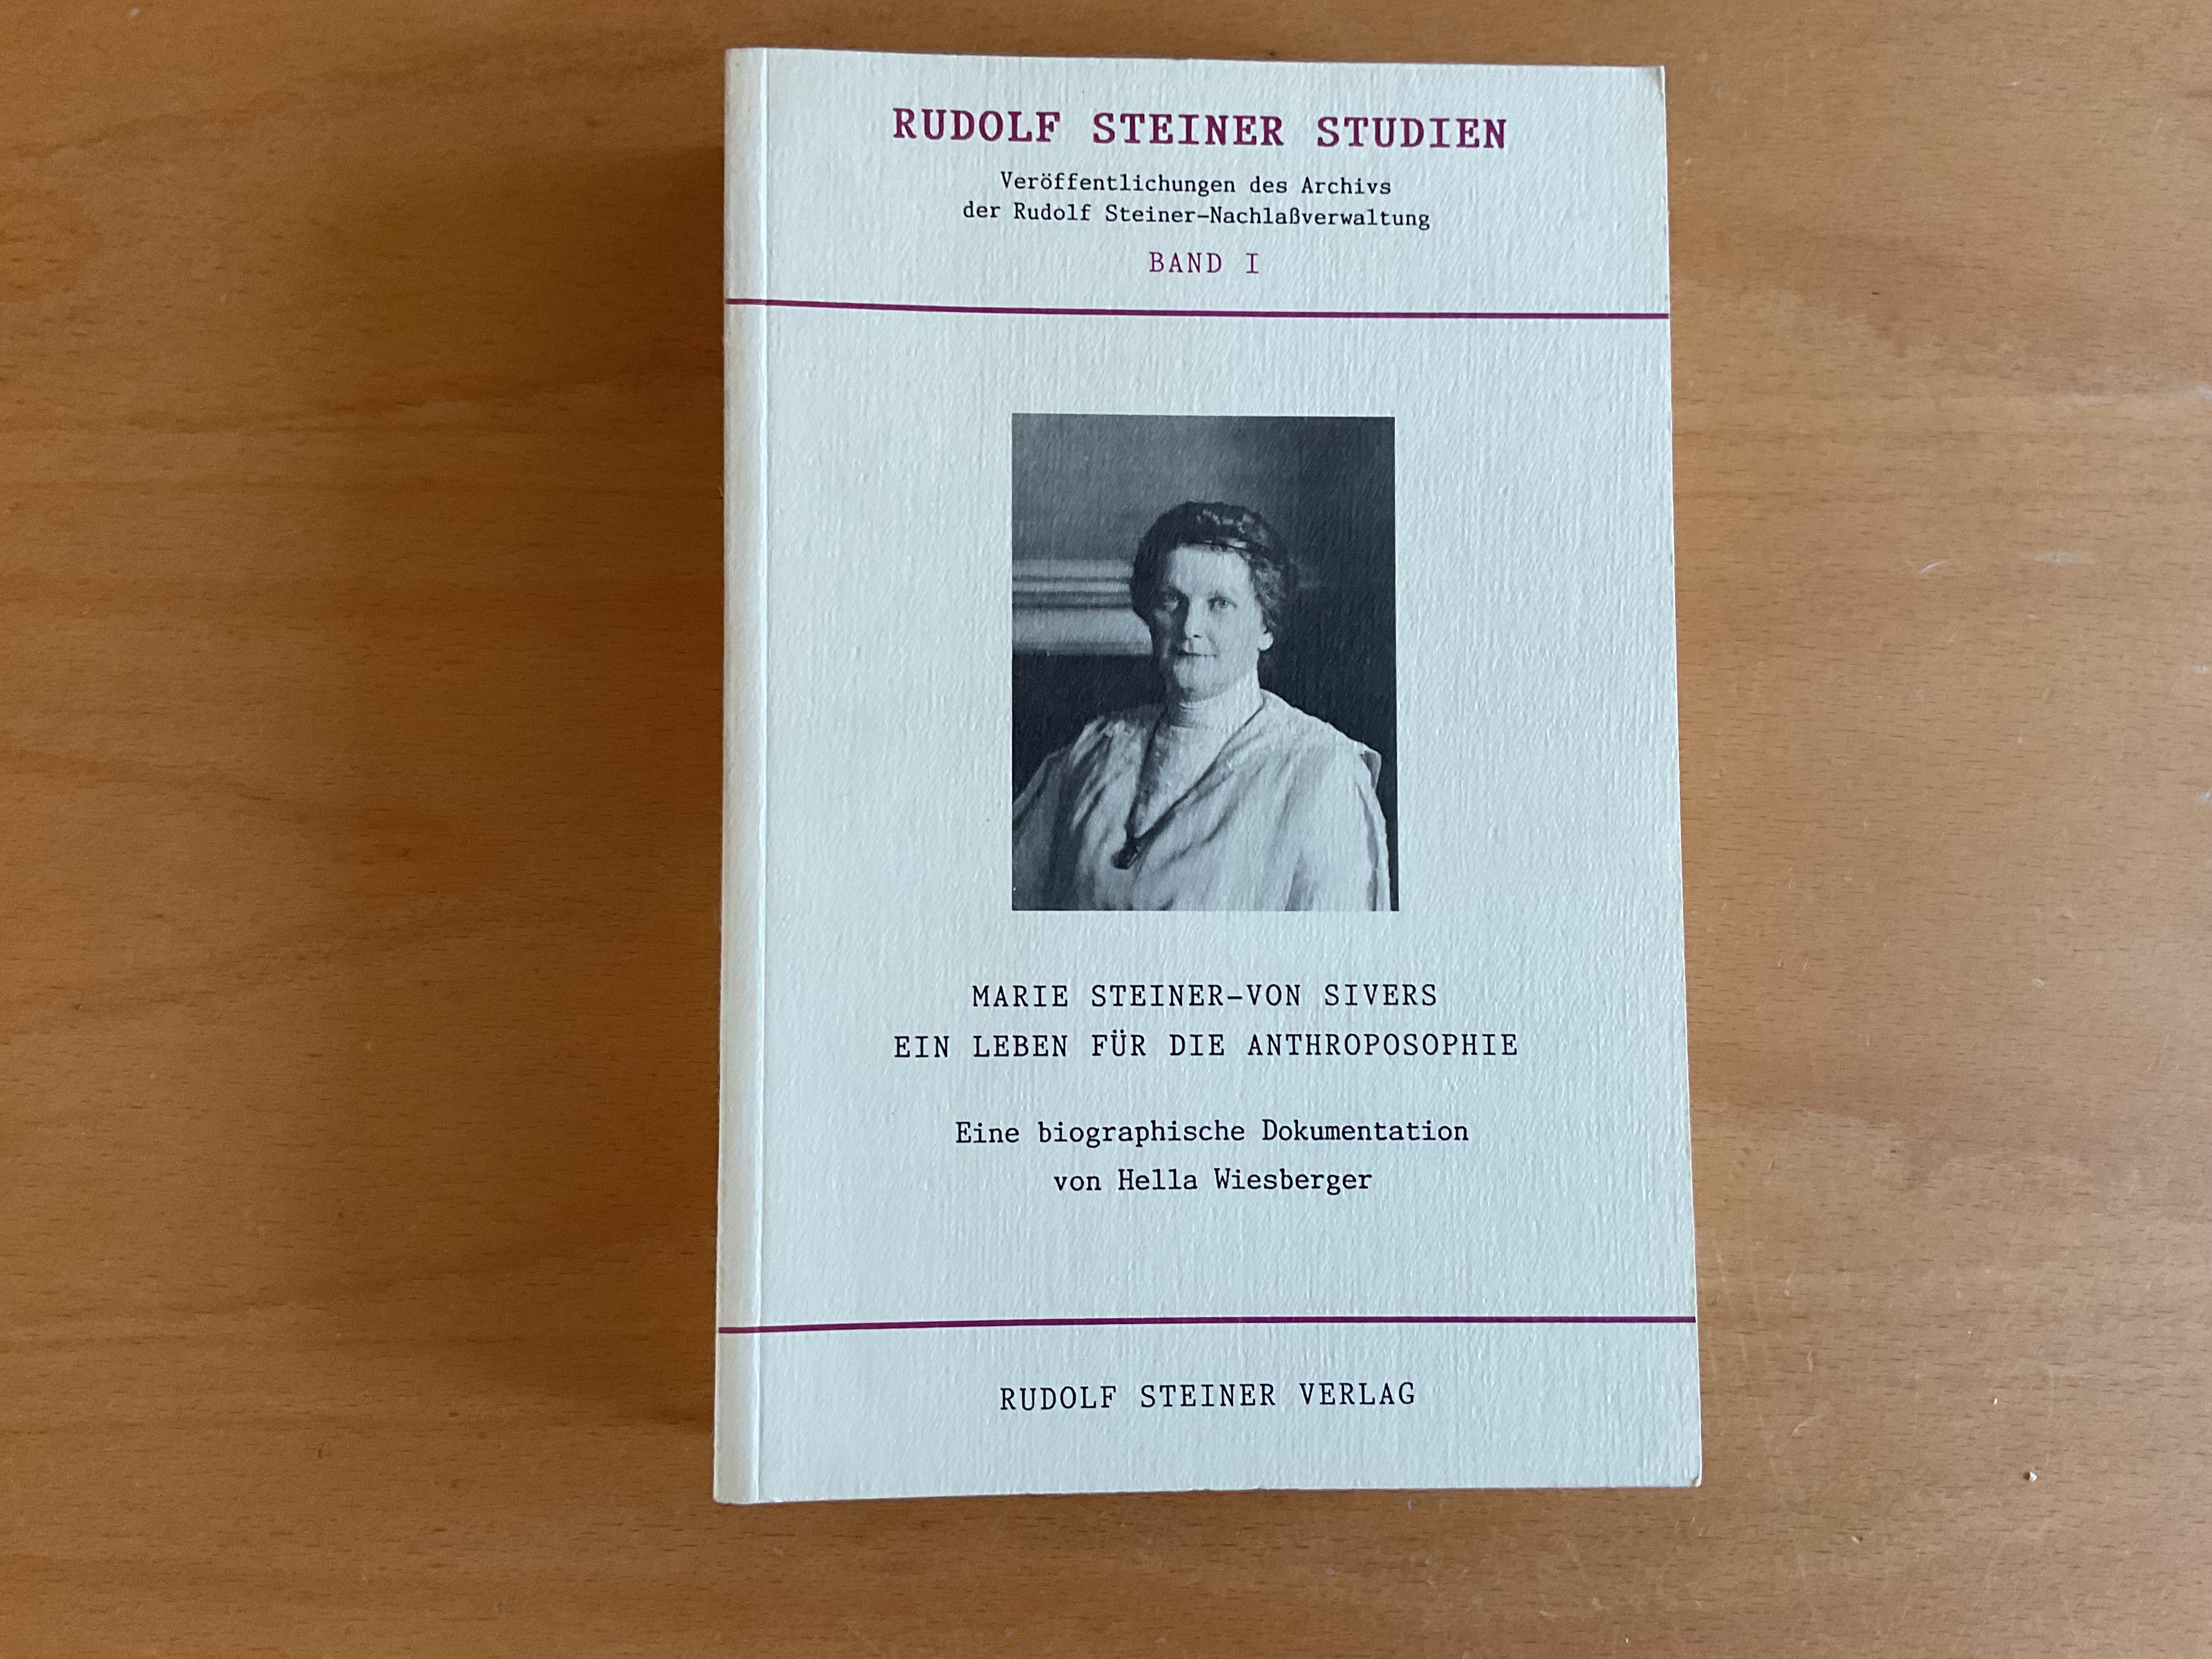 RUDOLF STEINER STUDIEN
Veröffentlichungen des Archivs
der Rudolf Steiner-Nachlaßverwaltung
BAND I
MARIE STEINER-VON SIVERS
EIN LEBEN FÜR DIE ANTHROPOSOPHIE
Eine biographische Dokumentation
von Hella Wiesberger
RUDOLF STEINER VERLAG